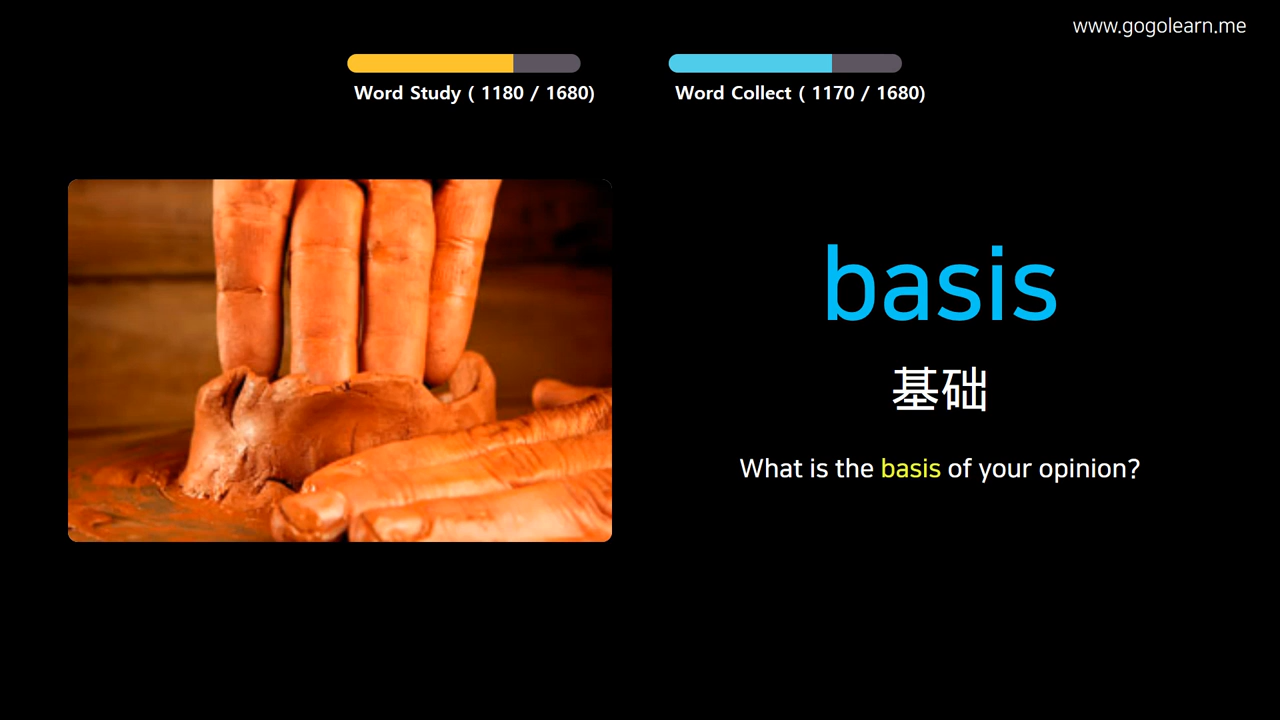 www.gogolearn.me
Word Study ( 1180 / 1680)
Word Collect ( 1170 / 1680)
basis
基础
What is the basis of your opinion?